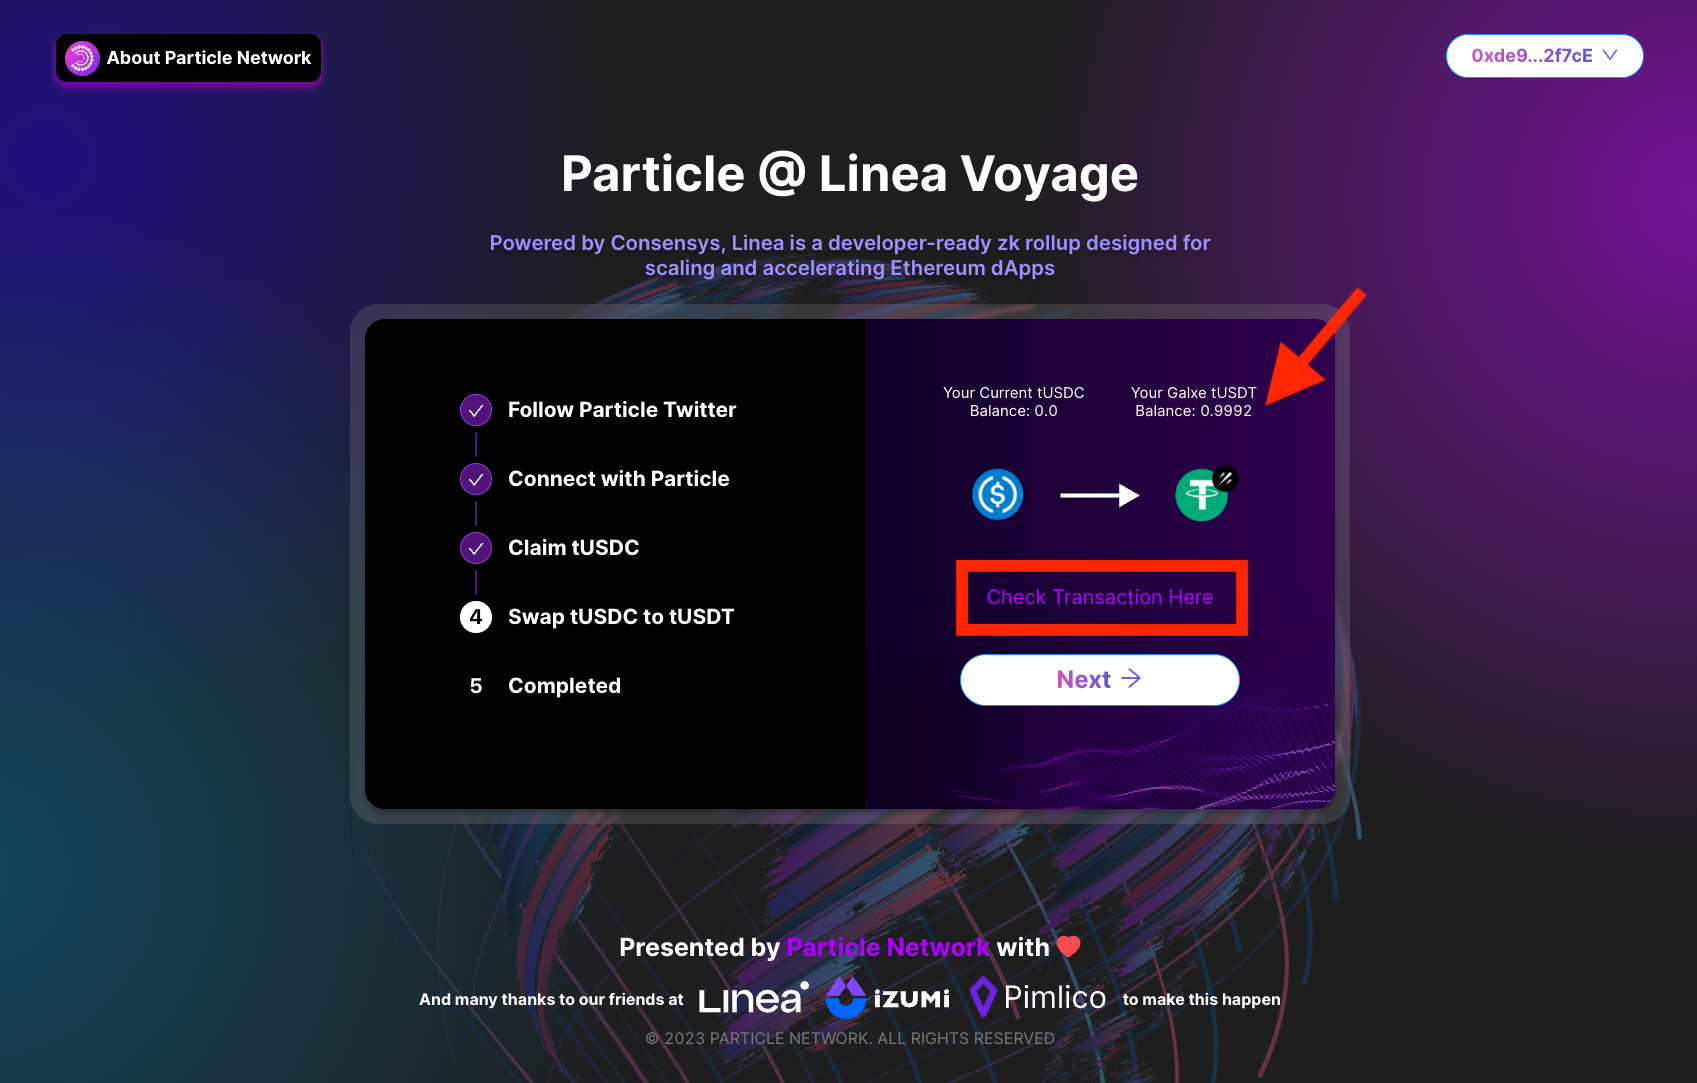 About Particle Network
0xde9...2f7cE
Particle @ Linea Voyage
Powered by Consensys, Linea is a developer-ready zk rollup designed for
scaling and accelerating Ethereum dApps
Follow Particle Twitter
Connect with Particle
Claim tUSDC
4 Swap tUSDC to tUSDT
5 Completed
Your Current tUSDC
Balance: 0.0
Your Galxe tUSDT
Balance: 0.9992
Check Transaction Here
Next
Presented by Particle Network with
And many thanks to our friends at Linea iZUMi Pimlico to make this happen
© 2023 PARTICLE NETWORK. ALL RIGHTS RESERVED